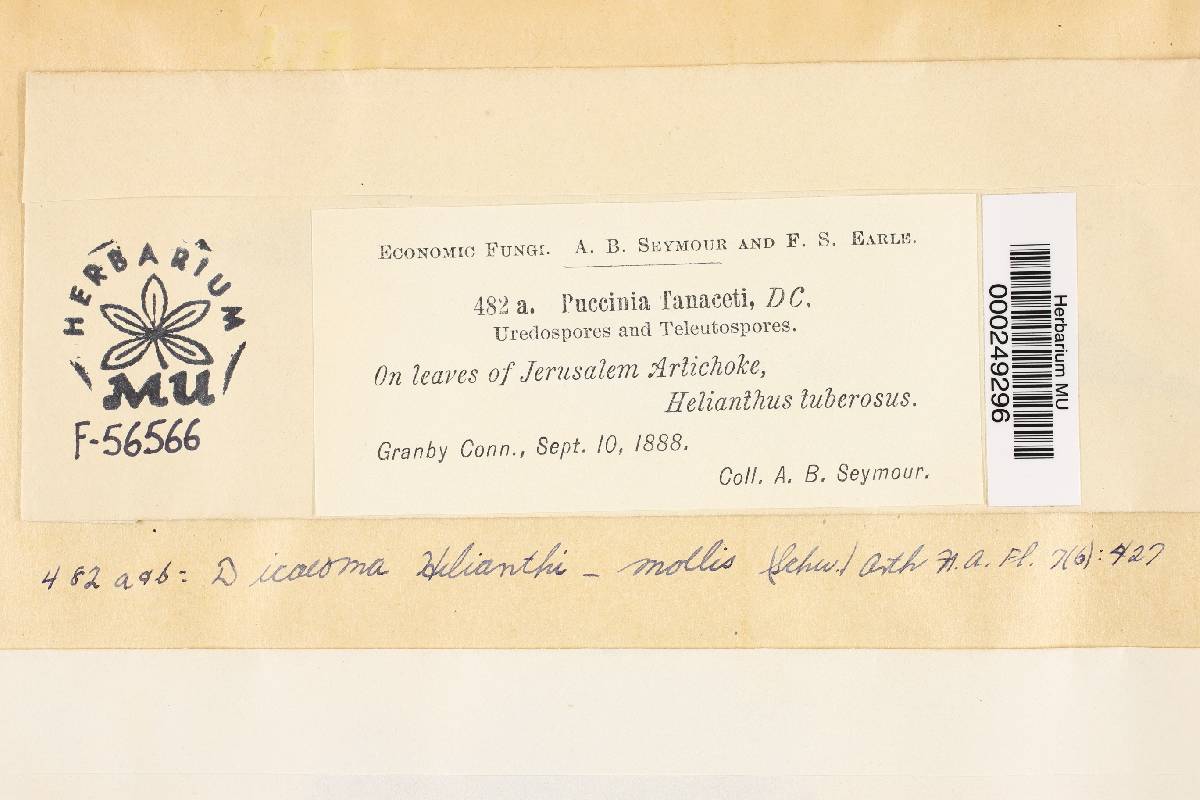 HERBARIUM
MU
F-56566
ECONOMIC FUNGI. A. B. SEYMOUR AND F. S. EARLE.
482 a. Puccinia Tanaceti, DC.
Uredospores and Teleutospores.
On leaves of Jerusalem Artichoke,
Helianthus tuberosus.
Granby Conn., Sept. 10, 1888.
Coll. A. B. Seymour.
Herbarium MU
000249296
482 a&b: Dicaeoma Helianthi - mollis (Schw.) Arth N.A. Fl. 7(6): 427